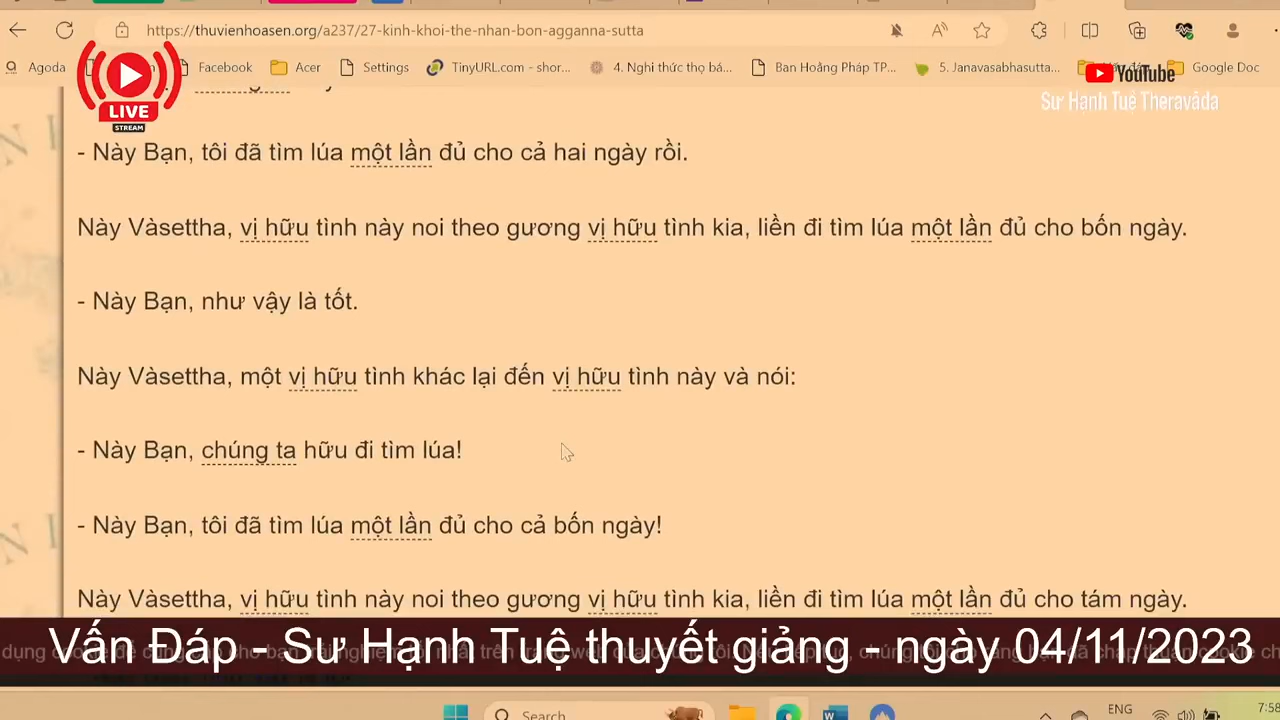 https://thuvienhoasen.org/a237/27-kinh-khoi-the-nhan-bon-agganna-sutta
Agoda
Facebook
Acer
Settings
TinyURL.com - shor...
4. Nghi thức thọ bá...
Ban Hoằng Pháp TP...
5. Janavasabhasutta...
Google Doc
LIVE
STREAM
YouTube
Sư Hạnh Tuệ Theravāda
- Này Bạn, tôi đã tìm lúa một lần đủ cho cả hai ngày rồi.
Này Vàsettha, vị hữu tình này noi theo gương vị hữu tình kia, liền đi tìm lúa một lần đủ cho bốn ngày.
- Này Bạn, như vậy là tốt.
Này Vàsettha, một vị hữu tình khác lại đến vị hữu tình này và nói:
- Này Bạn, chúng ta hữu đi tìm lúa!
- Này Bạn, tôi đã tìm lúa một lần đủ cho cả bốn ngày!
Này Vàsettha, vị hữu tình này noi theo gương vị hữu tình kia, liền đi tìm lúa một lần đủ cho tám ngày.
Vấn Đáp - Sư Hạnh Tuệ thuyết giảng - ngày 04/11/2023
Search
ENG
7:58